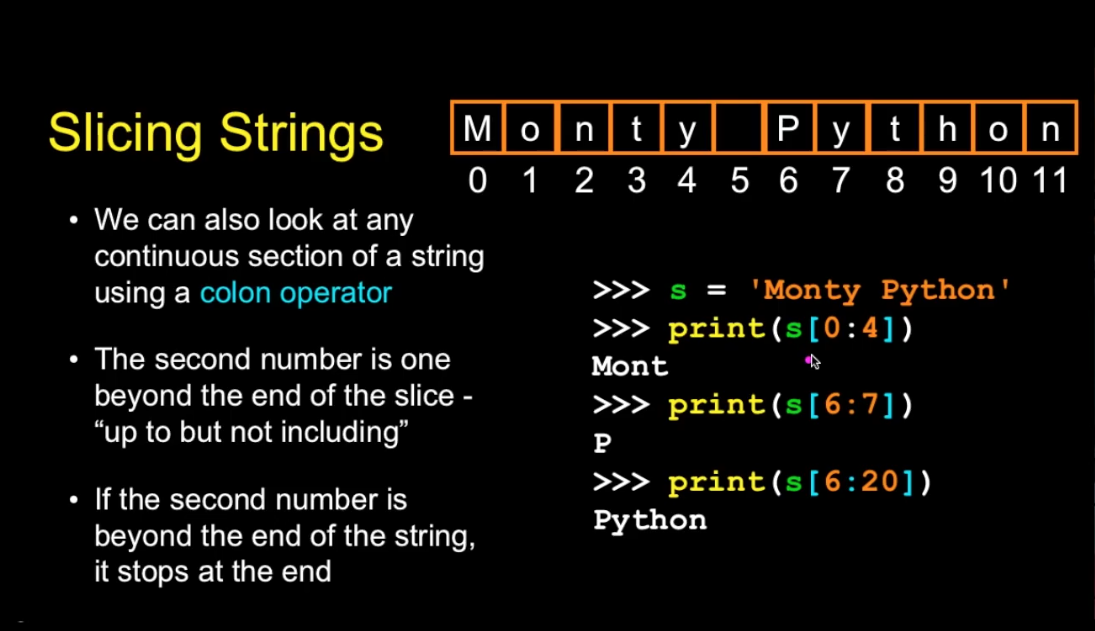 Slicing Strings
M o n t y P y t h o n
0 1 2 3 4 5 6 7 8 9 10 11
• We can also look at any
continuous section of a string
using a colon operator
• The second number is one
beyond the end of the slice -
“up to but not including”
• If the second number is
beyond the end of the string,
it stops at the end
>>> s = 'Monty Python'
>>> print(s[0:4])
Mont
>>> print(s[6:7])
P
>>> print(s[6:20])
Python